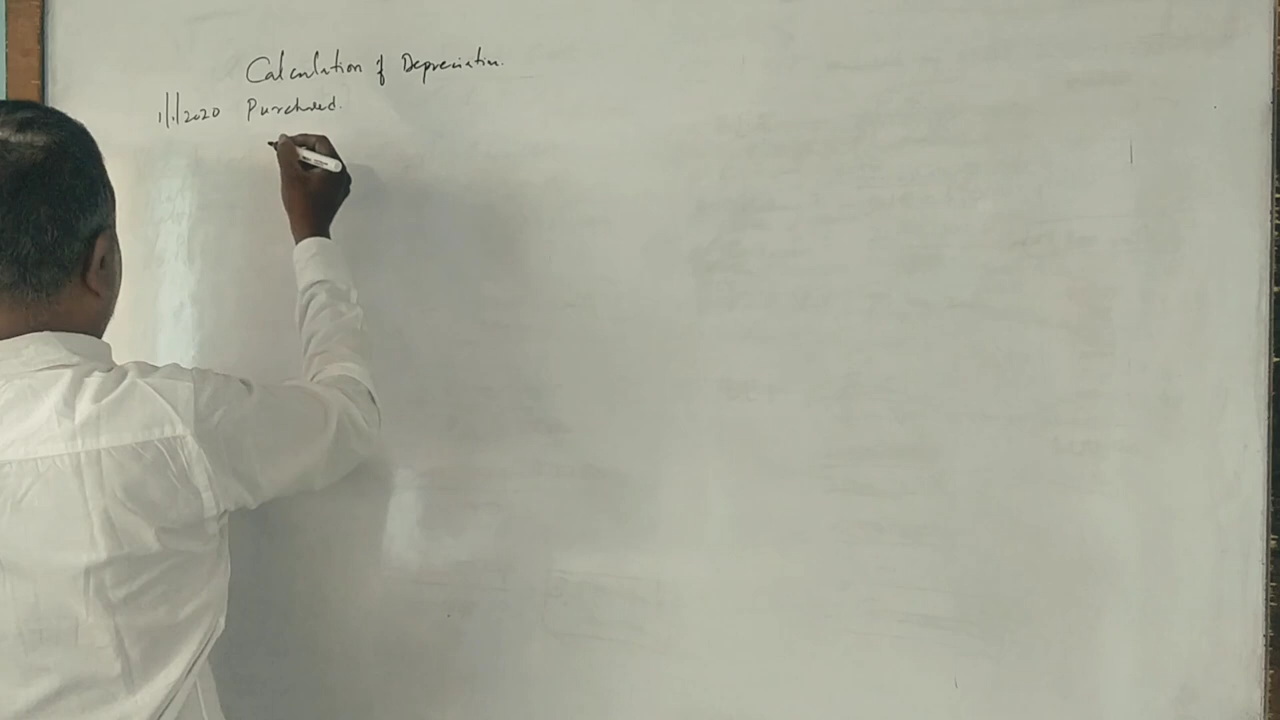 Calculation of Depreciation.
1/1/2020 Purchased.